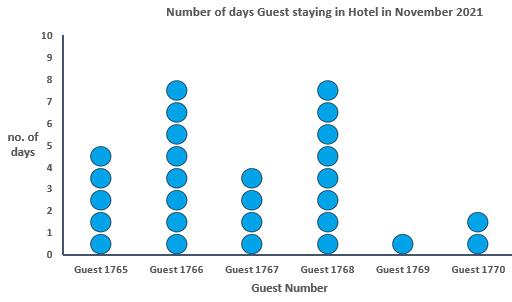 Number of days Guest staying in Hotel in November 2021
10
9
8
7
6
5
4
3
2
1
0
no. of
days
Guest 1765 Guest 1766 Guest 1767 Guest 1768 Guest 1769 Guest 1770
Guest Number